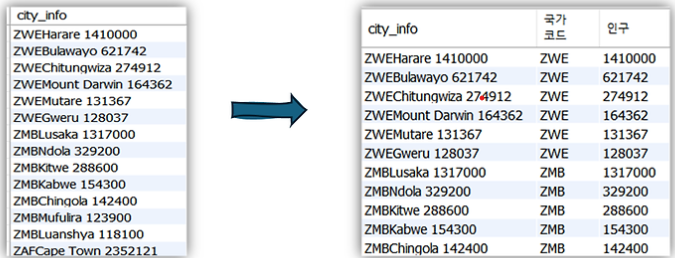 city_info
ZWEHarare 1410000
ZWEBulawayo 621742
ZWEChitungwiza 274912
ZWEMount Darwin 164362
ZWEMutare 131367
ZWEGweru 128037
ZMBLusaka 1317000
ZMBNdola 329200
ZMBKitwe 288600
ZMBKabwe 154300
ZMBChingola 142400
ZMBMufulira 123900
ZMBLuanshya 118100
ZAFCape Town 2352121
city_info 국가 코드 인구
ZWEHarare 1410000 ZWE 1410000
ZWEBulawayo 621742 ZWE 621742
ZWEChitungwiza 274912 ZWE 274912
ZWEMount Darwin 164362 ZWE 164362
ZWEMutare 131367 ZWE 131367
ZWEGweru 128037 ZWE 128037
ZMBLusaka 1317000 ZMB 1317000
ZMBNdola 329200 ZMB 329200
ZMBKitwe 288600 ZMB 288600
ZMBKabwe 154300 ZMB 154300
ZMBChingola 142400 ZMB 142400